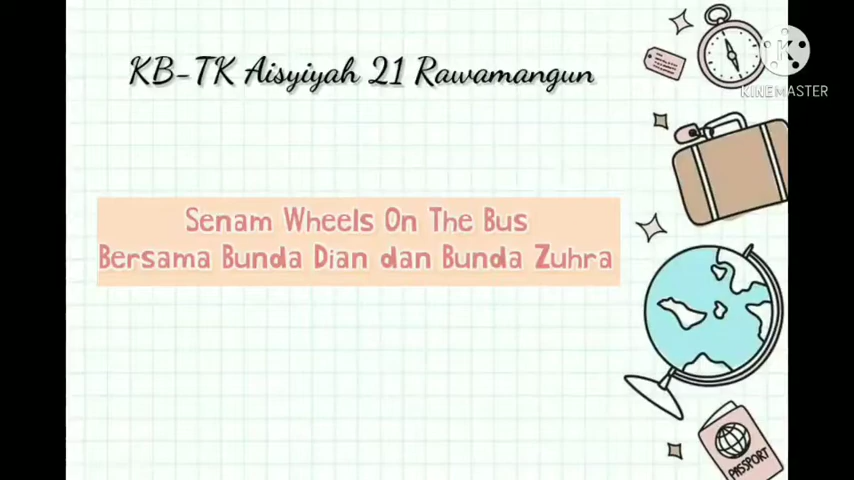 KB-TK Aisyiyah 21 Rawamangun
K
KINEMASTER
Senam Wheels On The Bus
Bersama Bunda Dian dan Bunda Zuhra
PASSPORT